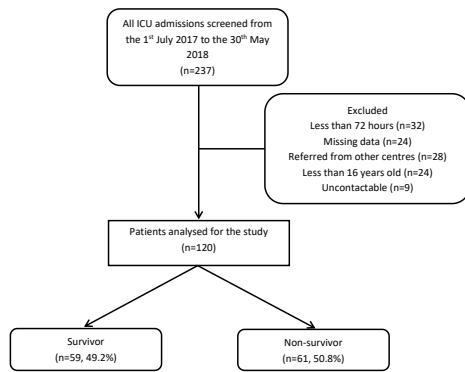 All ICU admissions screened from
the 1st July 2017 to the 30th May
2018
(n=237)
Excluded
Less than 72 hours (n=32)
Missing data (n=24)
Referred from other centres (n=28)
Less than 16 years old (n=24)
Uncontactable (n=9)
Patients analysed for the study
(n=120)
Survivor
(n=59, 49.2%)
Non-survivor
(n=61, 50.8%)